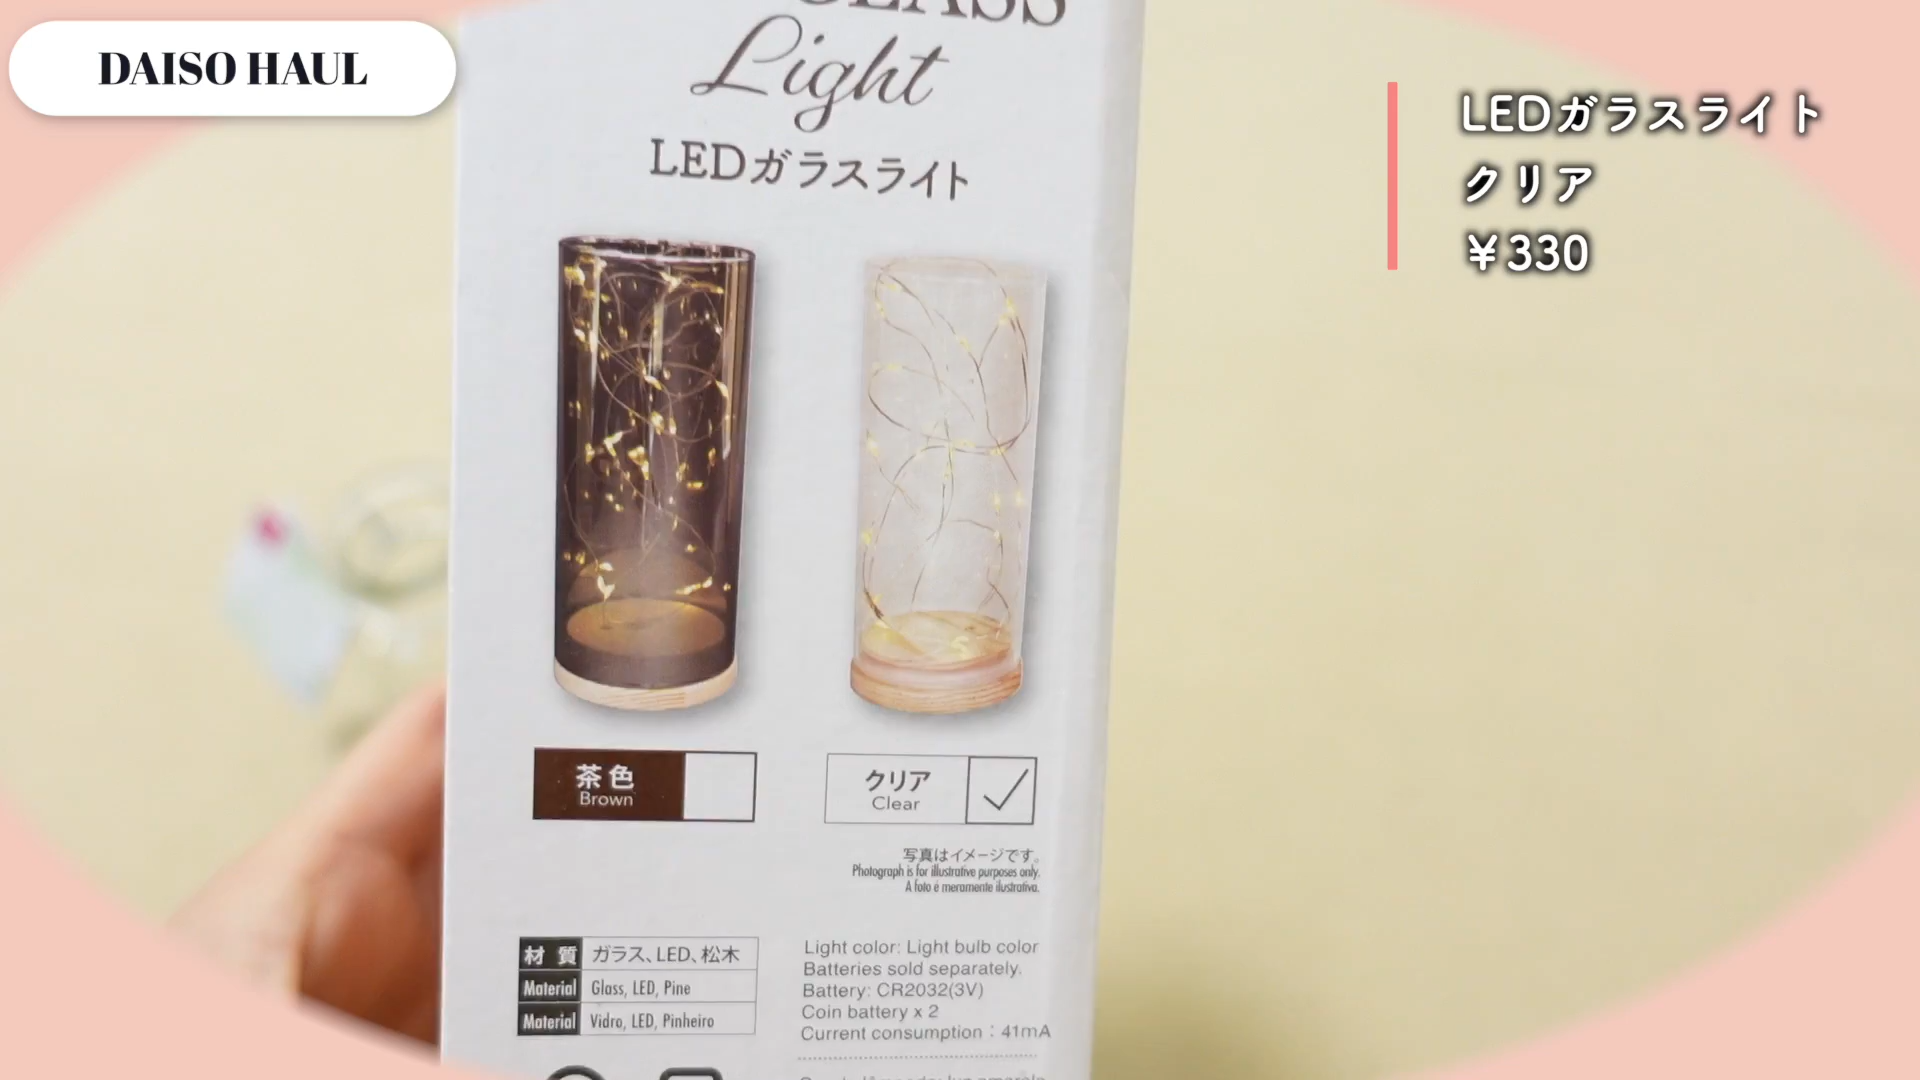 DAISO HAUL
LEDガラスライト
クリア
¥330
GLASS
Light
LEDガラスライト
茶色
Brown
クリア
Clear
写真はイメージです。
Photograph is for illustrative purposes only.
A foto é meramente ilustrativa.
材質 ガラス、LED、松木
Material Glass, LED, Pine
Material Vidro, LED, Pinheiro
Light color: Light bulb color
Batteries sold separately.
Battery: CR2032(3V)
Coin battery x 2
Current consumption：41mA